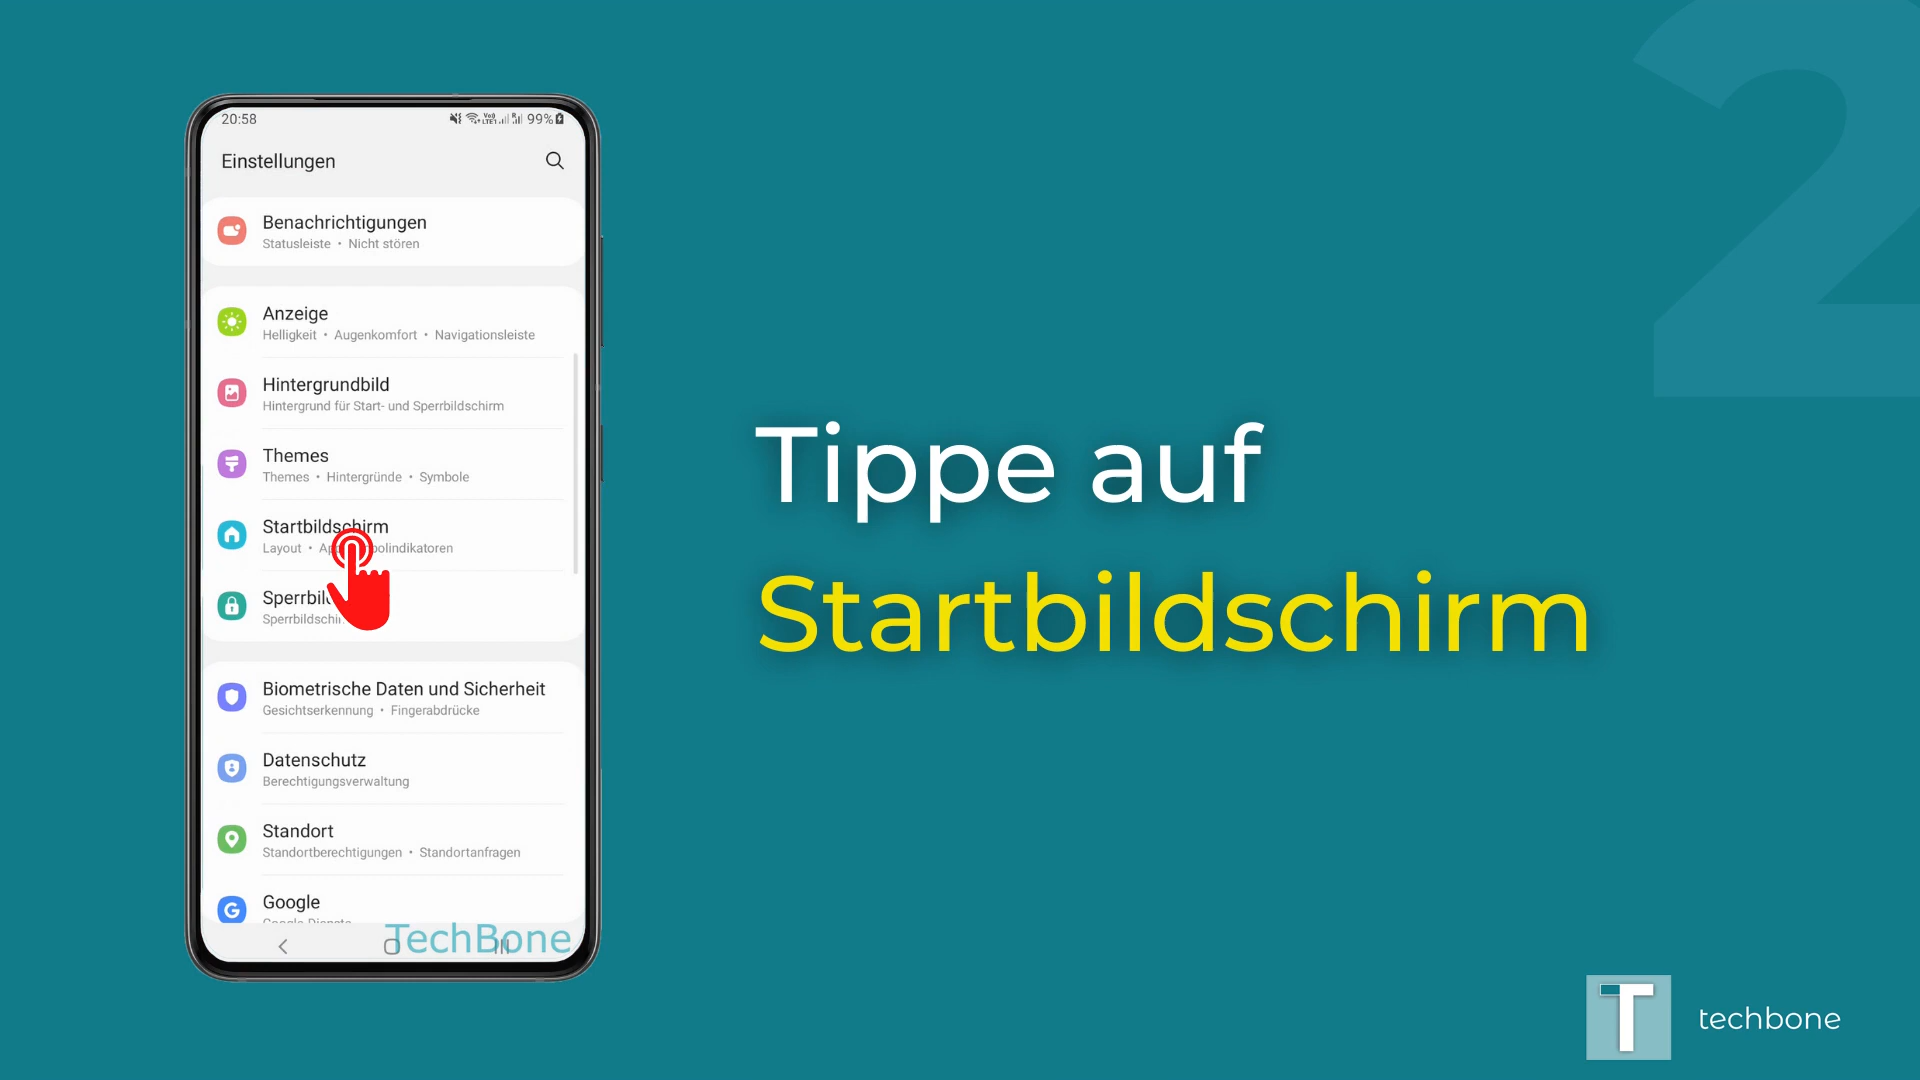 2
20:58
99%
Einstellungen
Benachrichtigungen
Statusleiste • Nicht stören
Anzeige
Helligkeit • Augenkomfort • Navigationsleiste
Hintergrundbild
Hintergrund für Start- und Sperrbildschirm
Themes
Themes • Hintergründe • Symbole
Startbildschirm
Layout •
Biometrische Daten und Sicherheit
Gesichtserkennung • Fingerabdrücke
Datenschutz
Berechtigungsverwaltung
Standort
Standortberechtigungen • Standortanfragen
Google
TechBone
Tippe auf
Startbildschirm
T
techbone